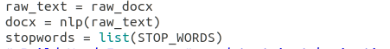 raw_text = raw_docx
docx = nlp(raw_text)
stopwords = list(STOP_WORDS)